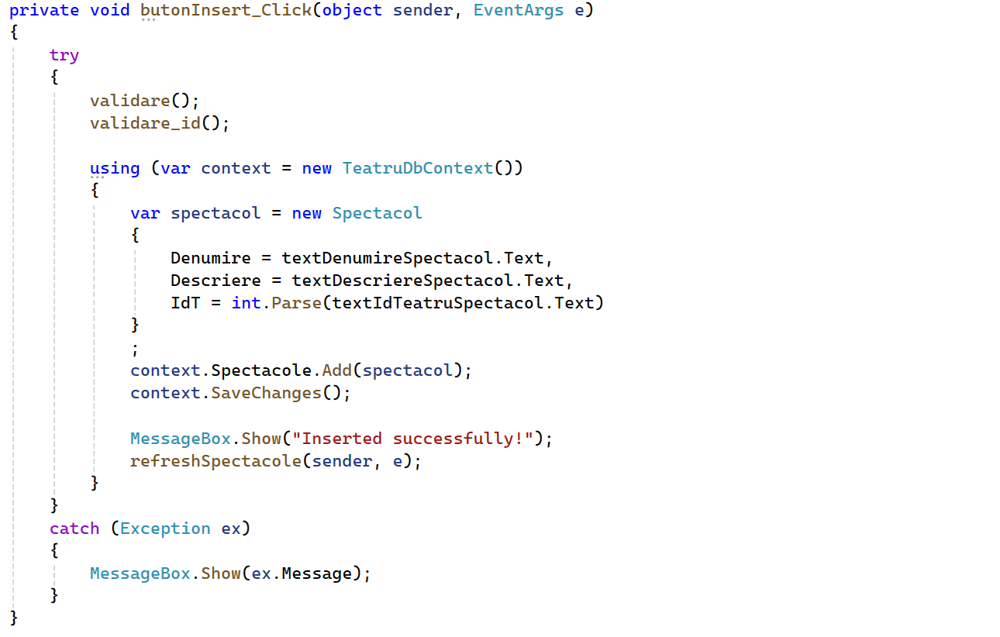 private void butonInsert_Click(object sender, EventArgs e)
{
    try
    {
        validare();
        validare_id();

        using (var context = new TeatruDbContext())
        {
            var spectacol = new Spectacol
            {
                Denumire = textDenumireSpectacol.Text,
                Descriere = textDescriereSpectacol.Text,
                IdT = int.Parse(textIdTeatruSpectacol.Text)
            }
            ;
            context.Spectacole.Add(spectacol);
            context.SaveChanges();

            MessageBox.Show("Inserted successfully!");
            refreshSpectacole(sender, e);
        }
    }
    catch (Exception ex)
    {
        MessageBox.Show(ex.Message);
    }
}